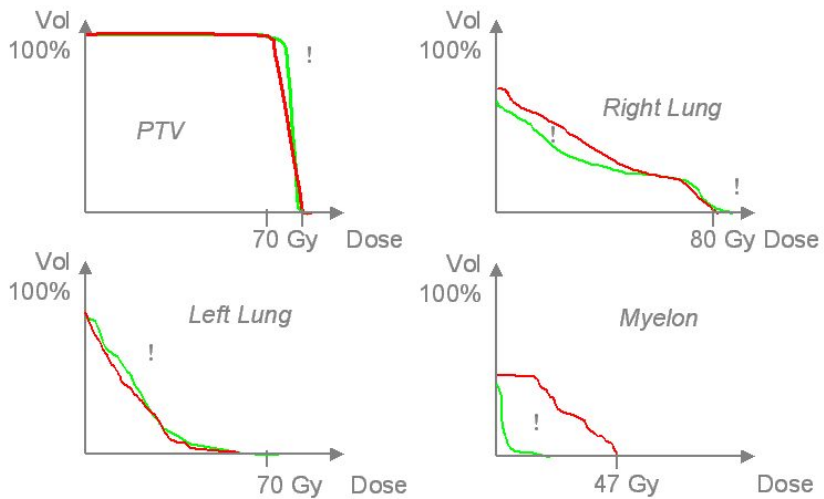 Vol
100%
!
PTV
70 Gy Dose
Vol
100%
Right Lung
!
!
80 Gy Dose
Vol
100%
Left Lung
!
70 Gy Dose
Vol
100%
Myelon
!
47 Gy Dose